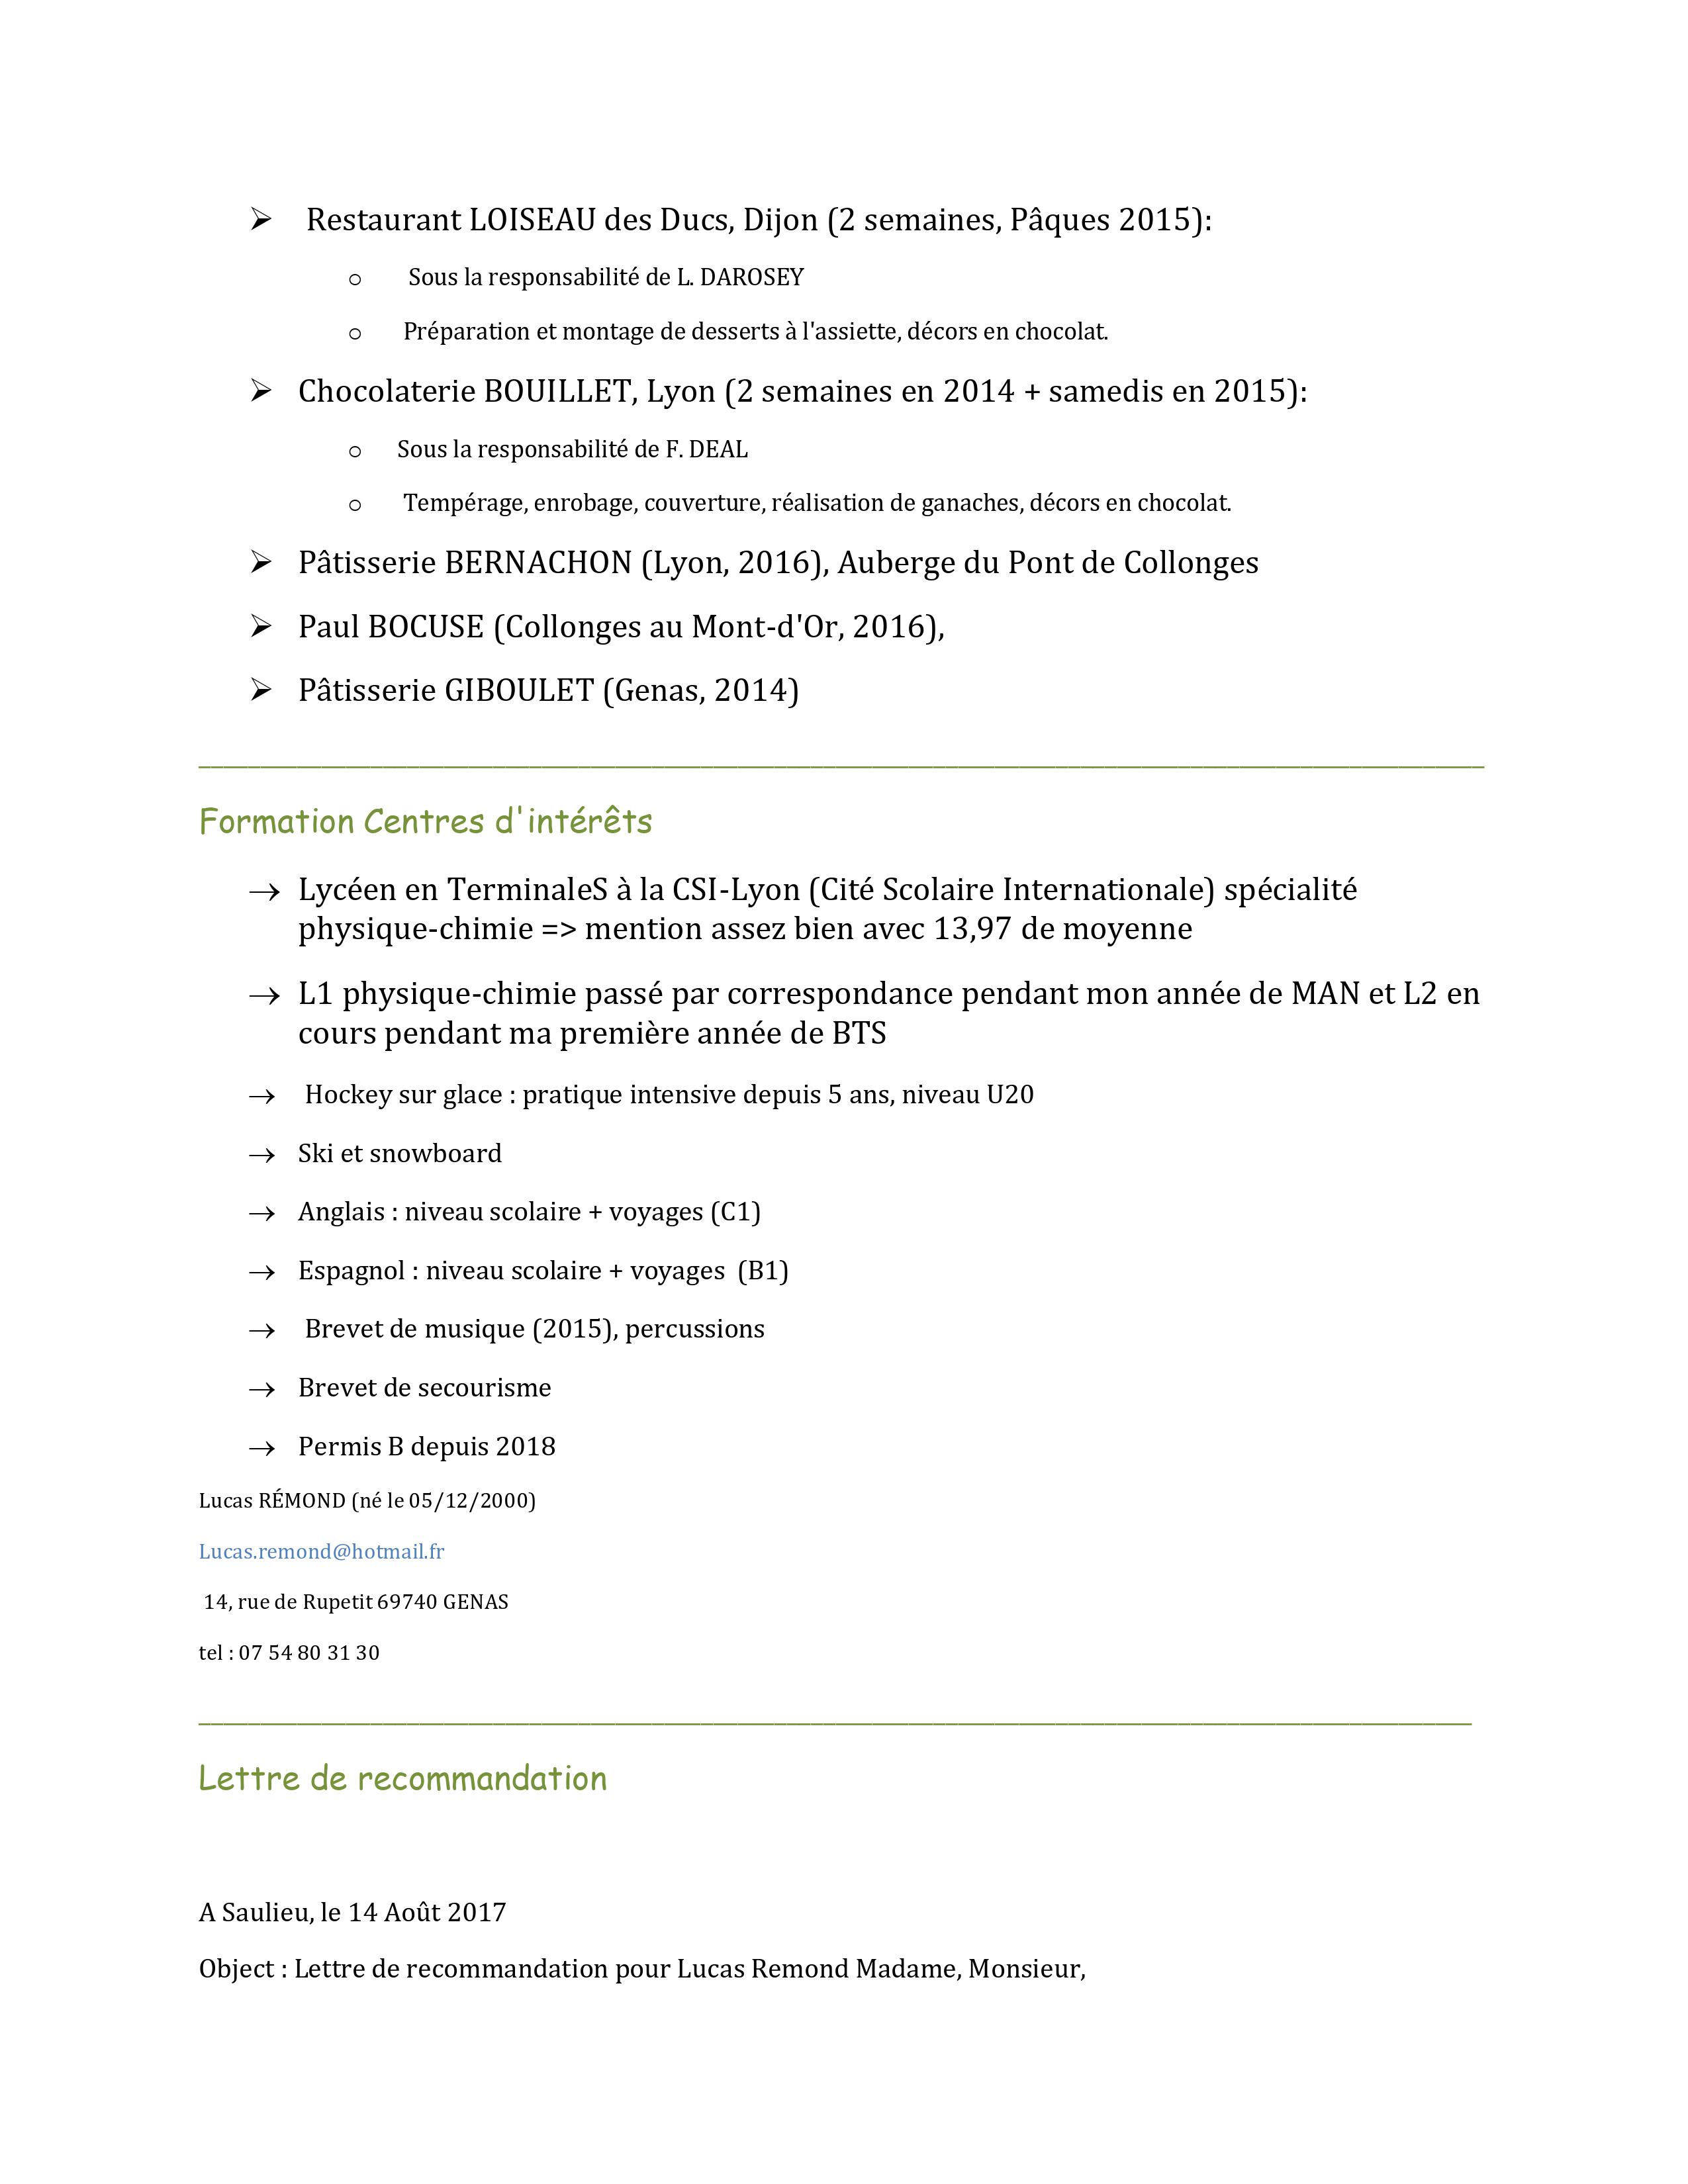 ➢ Restaurant LOISEAU des Ducs, Dijon (2 semaines, Pâques 2015):
o Sous la responsabilité de L. DAROSEY
o Préparation et montage de desserts à l'assiette, décors en chocolat.
➢ Chocolaterie BOUILLET, Lyon (2 semaines en 2014 + samedis en 2015):
o Sous la responsabilité de F. DEAL
o Tempérage, enrobage, couverture, réalisation de ganaches, décors en chocolat.
➢ Pâtisserie BERNACHON (Lyon, 2016), Auberge du Pont de Collonges
➢ Paul BOCUSE (Collonges au Mont-d'Or, 2016),
➢ Pâtisserie GIBOULET (Genas, 2014)
Formation Centres d'intérêts
→ Lycéen en TerminaleS à la CSI-Lyon (Cité Scolaire Internationale) spécialité
physique-chimie => mention assez bien avec 13,97 de moyenne
→ L1 physique-chimie passé par correspondance pendant mon année de MAN et L2 en
cours pendant ma première année de BTS
→ Hockey sur glace : pratique intensive depuis 5 ans, niveau U20
→ Ski et snowboard
→ Anglais : niveau scolaire + voyages (C1)
→ Espagnol : niveau scolaire + voyages (B1)
→ Brevet de musique (2015), percussions
→ Brevet de secourisme
→ Permis B depuis 2018
Lucas RÉMOND (né le 05/12/2000)
Lucas.remond@hotmail.fr
14, rue de Rupetit 69740 GENAS
tel : 07 54 80 31 30
Lettre de recommandation
A Saulieu, le 14 Août 2017
Object : Lettre de recommandation pour Lucas Remond Madame, Monsieur,